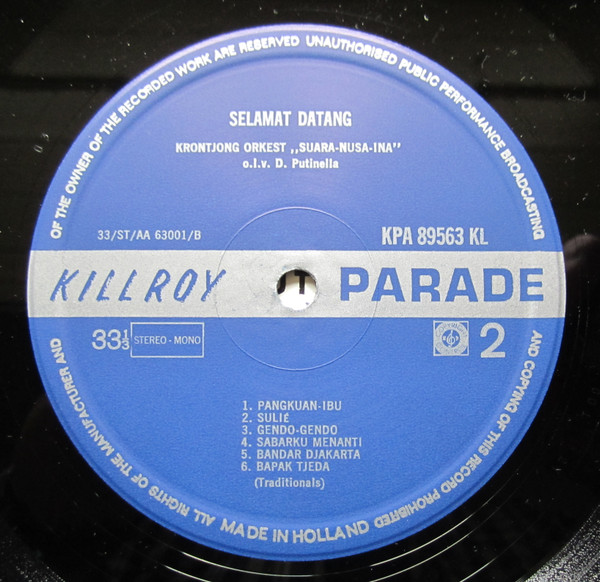 OF THE OWNER OF THE RECORDED WORK ARE RESERVED UNAUTHORISED PUBLIC PERFORMANCE BROADCASTING
SELAMAT DATANG
KRONTJONG ORKEST ,,SUARA-NUSA-INA"
o.l.v. D. Putinella
33/ST/AA 63001/B
KPA 89563 KL
KILLROY PARADE
33 1/3 STEREO - MONO
2
1. PANGKUAN-IBU
2. SULIÉ
3. GENDO-GENDO
4. SABARKU MENANTI
5. BANDAR DJAKARTA
6. BAPAK TJEDA
(Traditionals)
AND COPYING OF THIS RECORD PROHIBITED
MADE IN HOLLAND
ALL RIGHTS OF THE MANUFACTURER AND